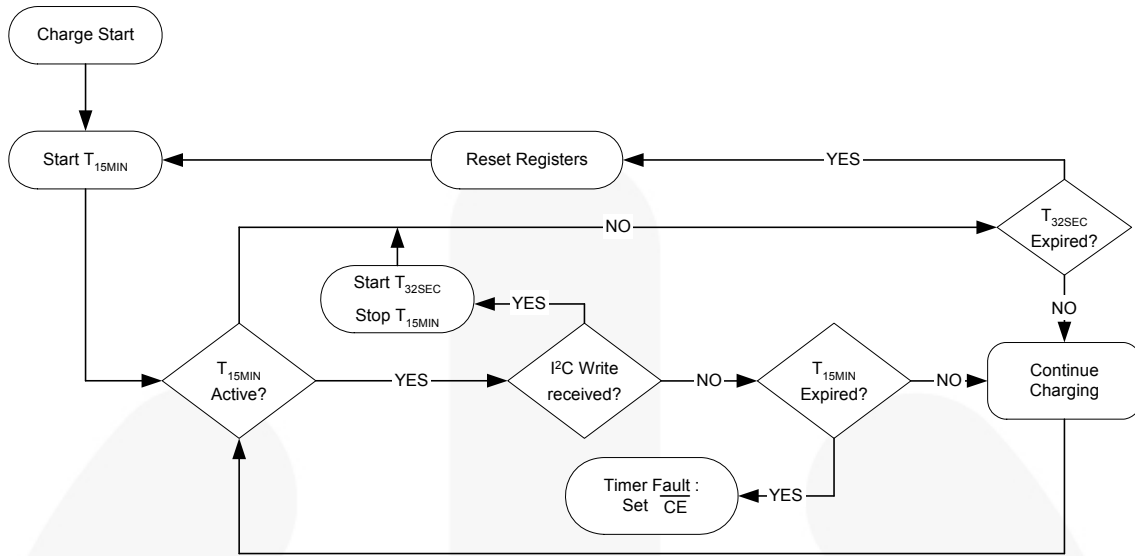 Charge Start
Start T15MIN
Reset Registers
YES
T32SEC
Expired?
NO
Start T32SEC
Stop T15MIN
YES
NO
T15MIN
Active?
YES
I²C Write
received?
NO
T15MIN
Expired?
NO
Continue
Charging
Timer Fault :
Set CE
YES